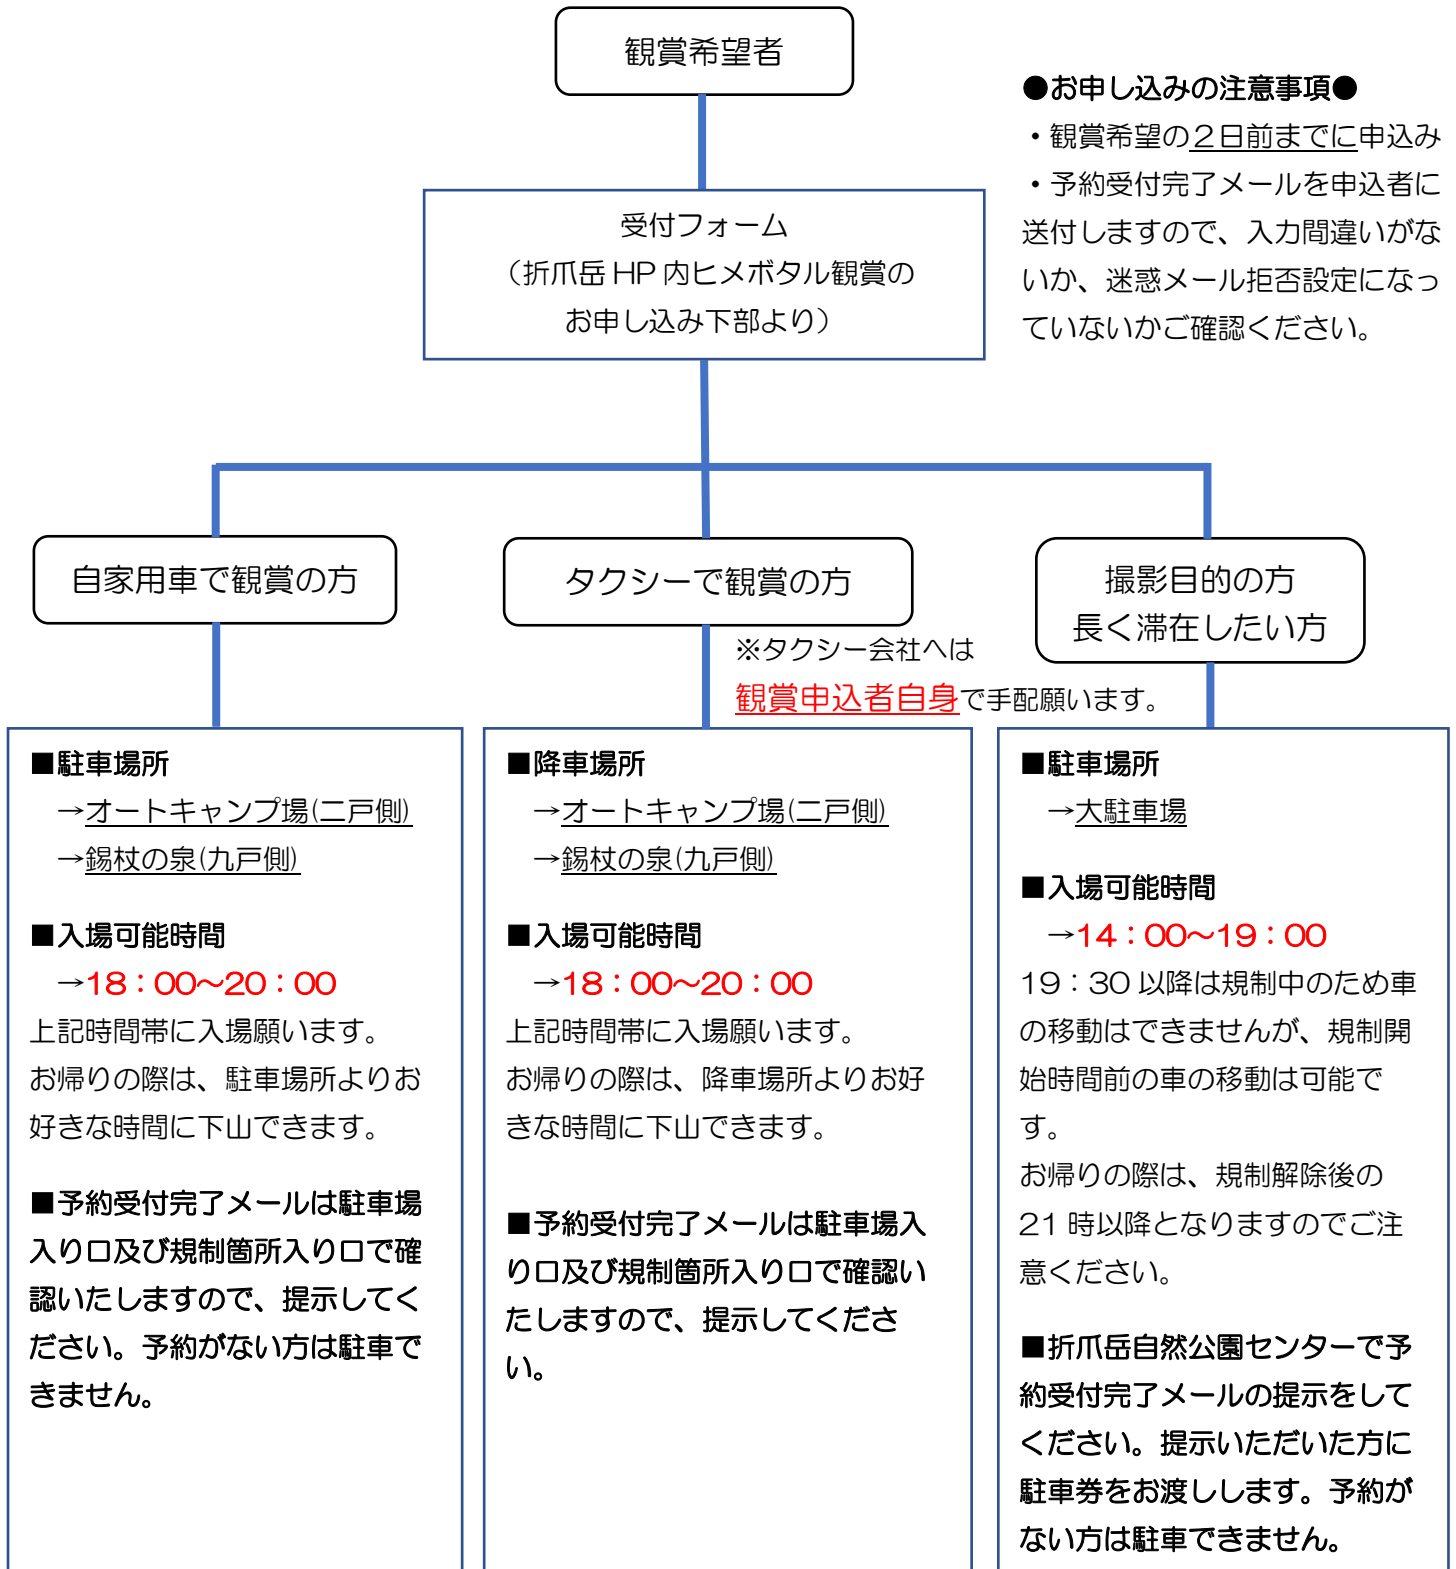 観賞希望者
●お申し込みの注意事項●
・観賞希望の２日前までに申込み
・予約受付完了メールを申込者に
送付しますので、入力間違いがな
いか、迷惑メール拒否設定になっ
ていないかご確認ください。
受付フォーム
（折爪岳 HP 内ヒメボタル観賞の
お申し込み下部より）
自家用車で観賞の方
タクシーで観賞の方
撮影目的の方
長く滞在したい方
※タクシー会社へは
観賞申込者自身で手配願います。
■駐車場所
→オートキャンプ場(二戸側)
→錫杖の泉(九戸側)
■入場可能時間
→18：00～20：00
上記時間帯に入場願います。
お帰りの際は、駐車場所よりお
好きな時間に下山できます。
■予約受付完了メールは駐車場
入り口及び規制箇所入り口で確
認いたしますので、提示してく
ださい。予約がない方は駐車で
きません。
■降車場所
→オートキャンプ場(二戸側)
→錫杖の泉(九戸側)
■入場可能時間
→18：00～20：00
上記時間帯に入場願います。
お帰りの際は、降車場所よりお好
きな時間に下山できます。
■予約受付完了メールは駐車場入
り口及び規制箇所入り口で確認い
たしますので、提示してくださ
い。
■駐車場所
→大駐車場
■入場可能時間
→14：00～19：00
19：30 以降は規制中のため車
の移動はできませんが、規制開
始時間前の車の移動は可能で
す。
お帰りの際は、規制解除後の
21 時以降となりますのでご注
意ください。
■折爪岳自然公園センターで予
約受付完了メールの提示をして
ください。提示いただいた方に
駐車券をお渡しします。予約が
ない方は駐車できません。